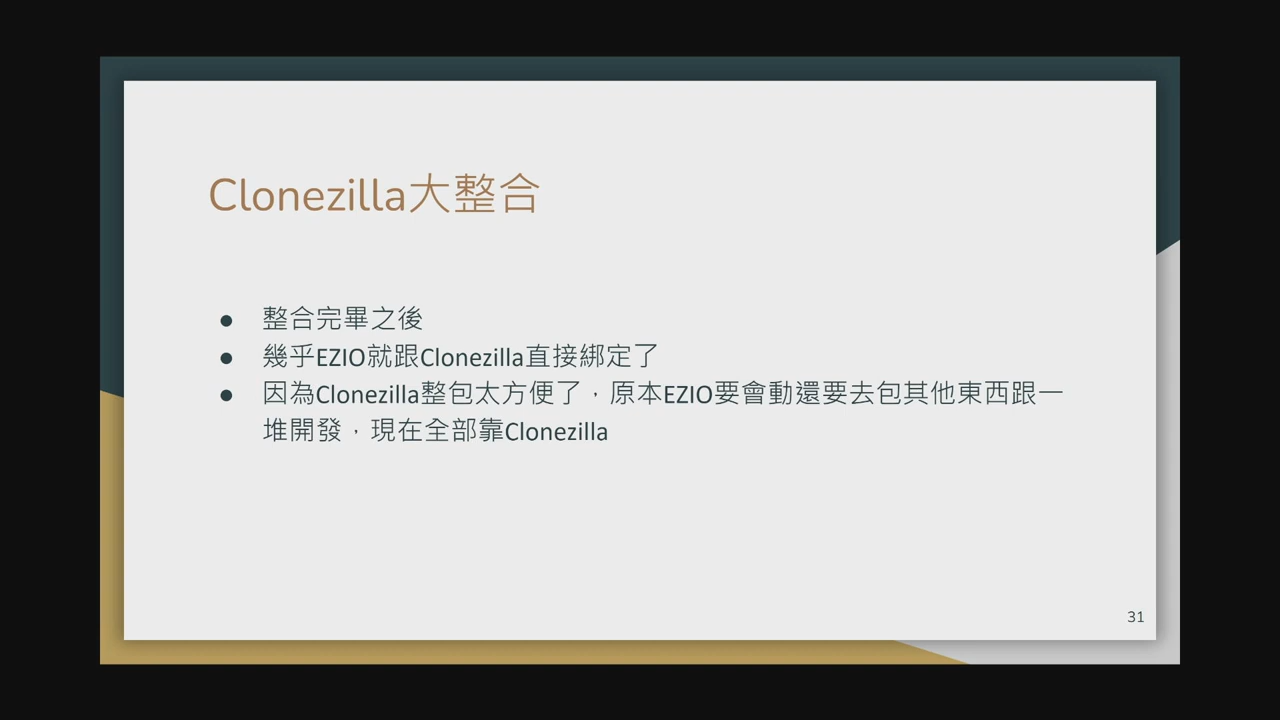 Clonezilla大整合
● 整合完畢之後
● 幾乎EZIO就跟Clonezilla直接綁定了
● 因為Clonezilla整包太方便了，原本EZIO要會動還要去包其他東西跟一
堆開發，現在全部靠Clonezilla
31